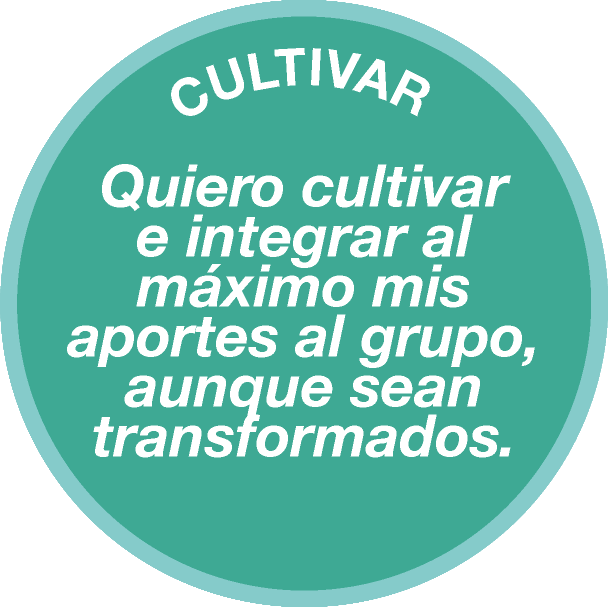 CULTIVAR
Quiero cultivar
e integrar al
máximo mis
aportes al grupo,
aunque sean
transformados.